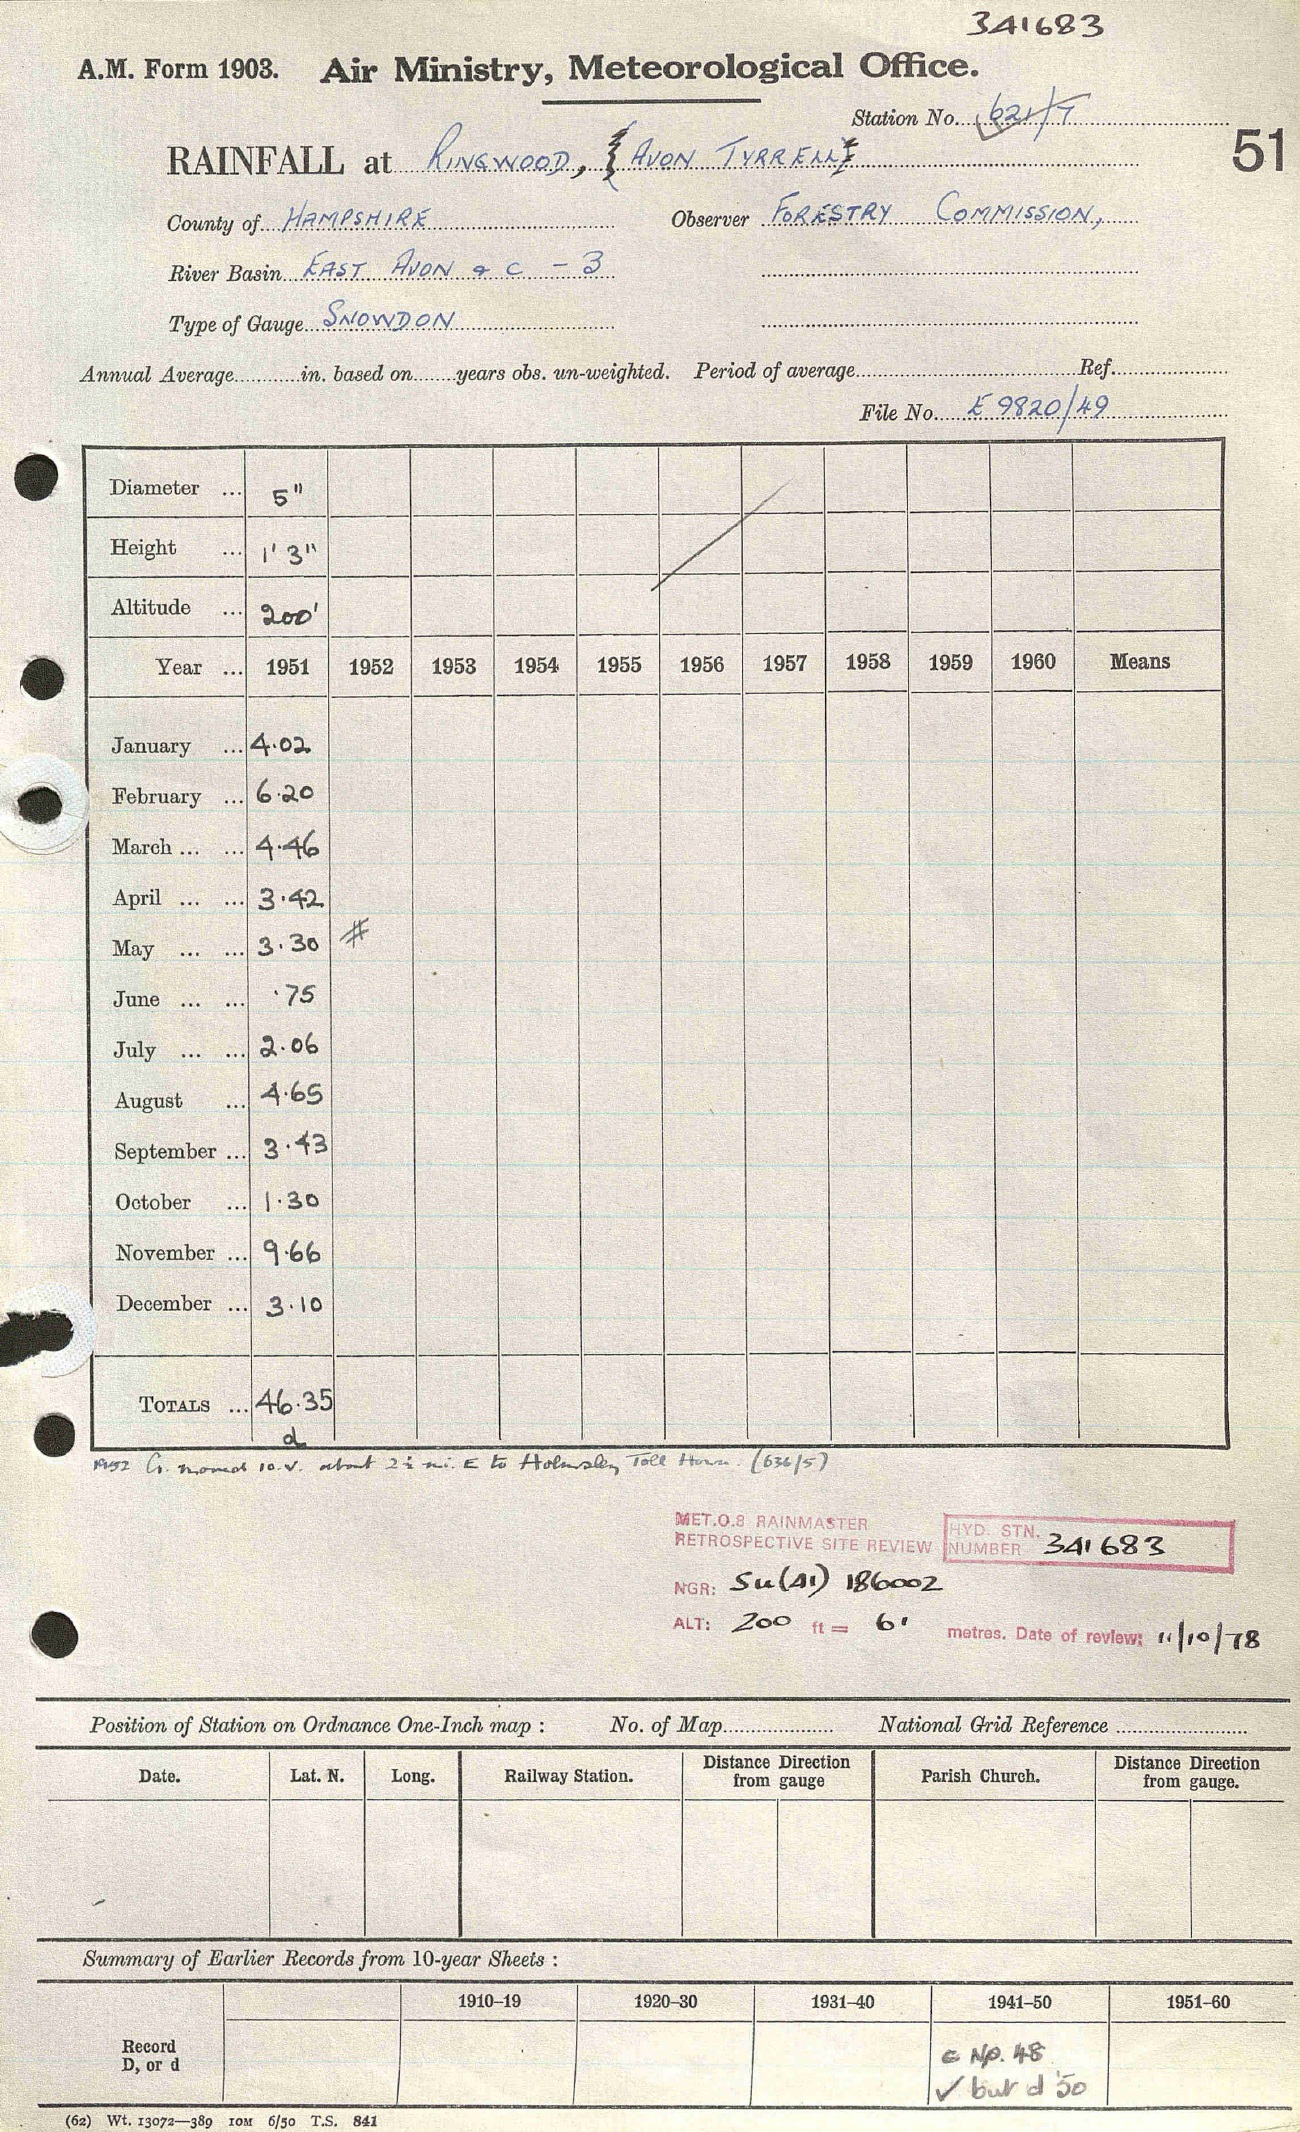 341683
A.M. Form 1903. Air Ministry, Meteorological Office.
Station No. 621/7
51
RAINFALL at RINGWOOD, (AVON TYRRELL)
County of HAMPSHIRE Observer FORESTRY COMMISSION,
River Basin EAST AVON & C - 3
Type of Gauge SNOWDON
Annual Average............in. based on.......years obs. un-weighted. Period of average.............Ref.............
File No. E 9820/49
Diameter ... 5"
Height ... 1' 3"
Altitude ... 200'
Year ... 1951 1952 1953 1954 1955 1956 1957 1958 1959 1960 Means
January ... 4.02
February ... 6.20
March ... ... 4.46
April ... ... 3.42
May ... ... 3.30 #
June ... ... .75
July ... ... 2.06
August ... 4.65
September ... 3.43
October ... 1.30
November ... 9.66
December ... 3.10
TOTALS ... 46.35
d
1952 G. moved 10.V. about 2½ mi. E to Holmsley Toll House. (636/5)
MET.O.8 RAINMASTER
RETROSPECTIVE SITE REVIEW HYD. STN. NUMBER 341683
NGR: SU(41) 186002
ALT: 200 ft = 61 metres. Date of review: 11/10/78
Position of Station on Ordnance One-Inch map : No. of Map.................... National Grid Reference ........................
Date. Lat. N. Long. Railway Station. Distance Direction from gauge Parish Church. Distance Direction from gauge.
Summary of Earlier Records from 10-year Sheets :
1910–19 1920–30 1931–40 1941–50 1951–60
Record
D, or d
c Np. 48
✓ but d '50
(62) Wt. 13072—389 10M 6/50 T.S. 841